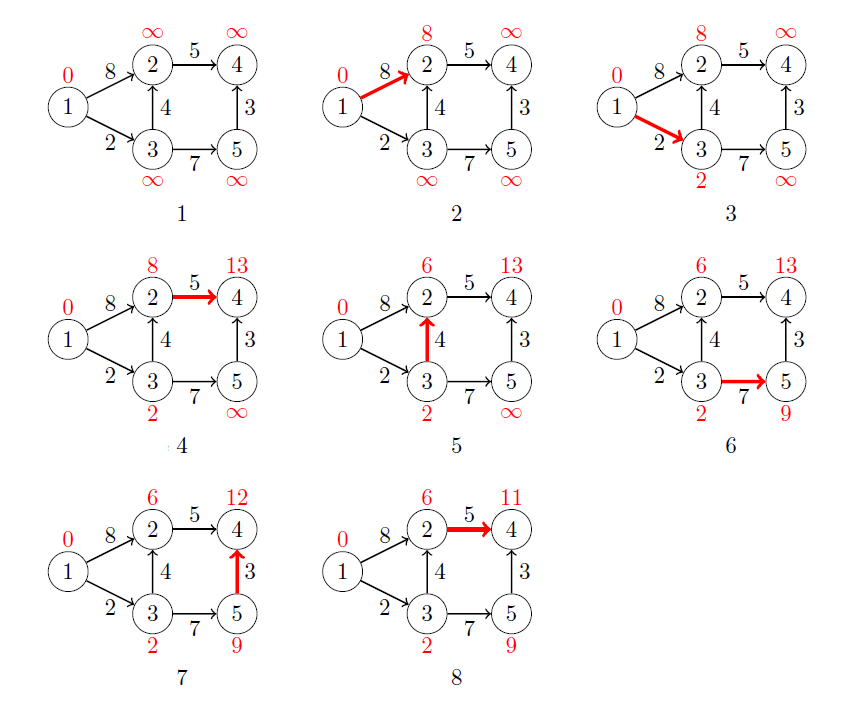 ∞ ∞ 8 ∞ 8 ∞
0 8 2 5 4 0 8 2 5 4 0 8 2 5 4
1 4 3 1 4 3 1 4 3
2 3 7 5 2 3 7 5 2 3 7 5
∞ ∞ ∞ ∞ 2 ∞
1 2 3
8 13 6 13 6 13
0 8 2 5 4 0 8 2 5 4 0 8 2 5 4
1 4 3 1 4 3 1 4 3
2 3 7 5 2 3 7 5 2 3 7 5
2 ∞ 2 ∞ 2 9
4 5 6
6 12 6 11
0 8 2 5 4 0 8 2 5 4
1 4 3 1 4 3
2 3 7 5 2 3 7 5
2 9 2 9
7 8